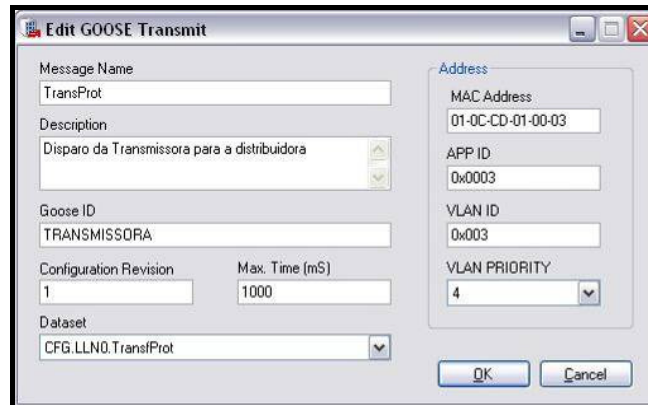 Edit GOOSE Transmit
Message Name
TransProt
Description
Disparo da Transmissora para a distribuidora
Goose ID
TRANSMISSORA
Configuration Revision
Max. Time (mS)
1
1000
Dataset
CFG.LLN0.TransfProt
Address
MAC Address
01-0C-CD-01-00-03
APP ID
0x0003
VLAN ID
0x003
VLAN PRIORITY
4
OK
Cancel